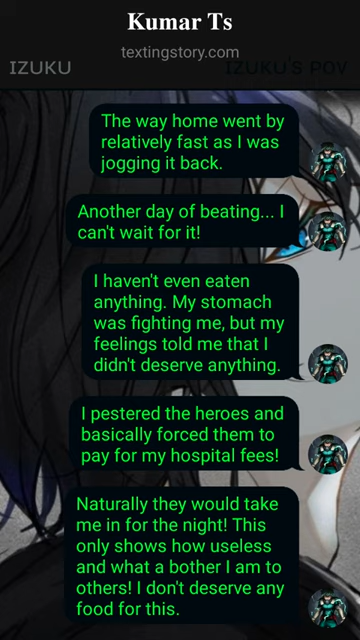 Kumar Ts
textingstory.com
IZUKU
IZUKU'S POV
The way home went by
relatively fast as I was
jogging it back.
Another day of beating... I
can't wait for it!
I haven't even eaten
anything. My stomach
was fighting me, but my
feelings told me that I
didn't deserve anything.
I pestered the heroes and
basically forced them to
pay for my hospital fees!
Naturally they would take
me in for the night! This
only shows how useless
and what a bother I am to
others! I don't deserve any
food for this.